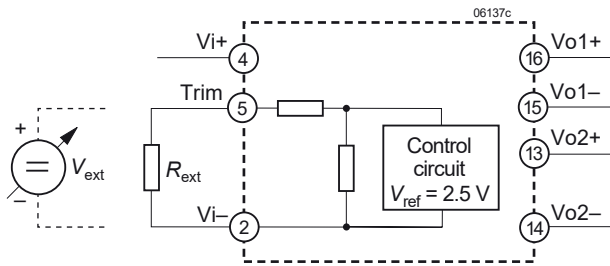 06137c
Vi+
4
16
Vo1+
Trim
5
15
Vo1–
+
Vext
–
Rext
Control
circuit
Vref = 2.5 V
13
Vo2+
Vi–
2
14
Vo2–